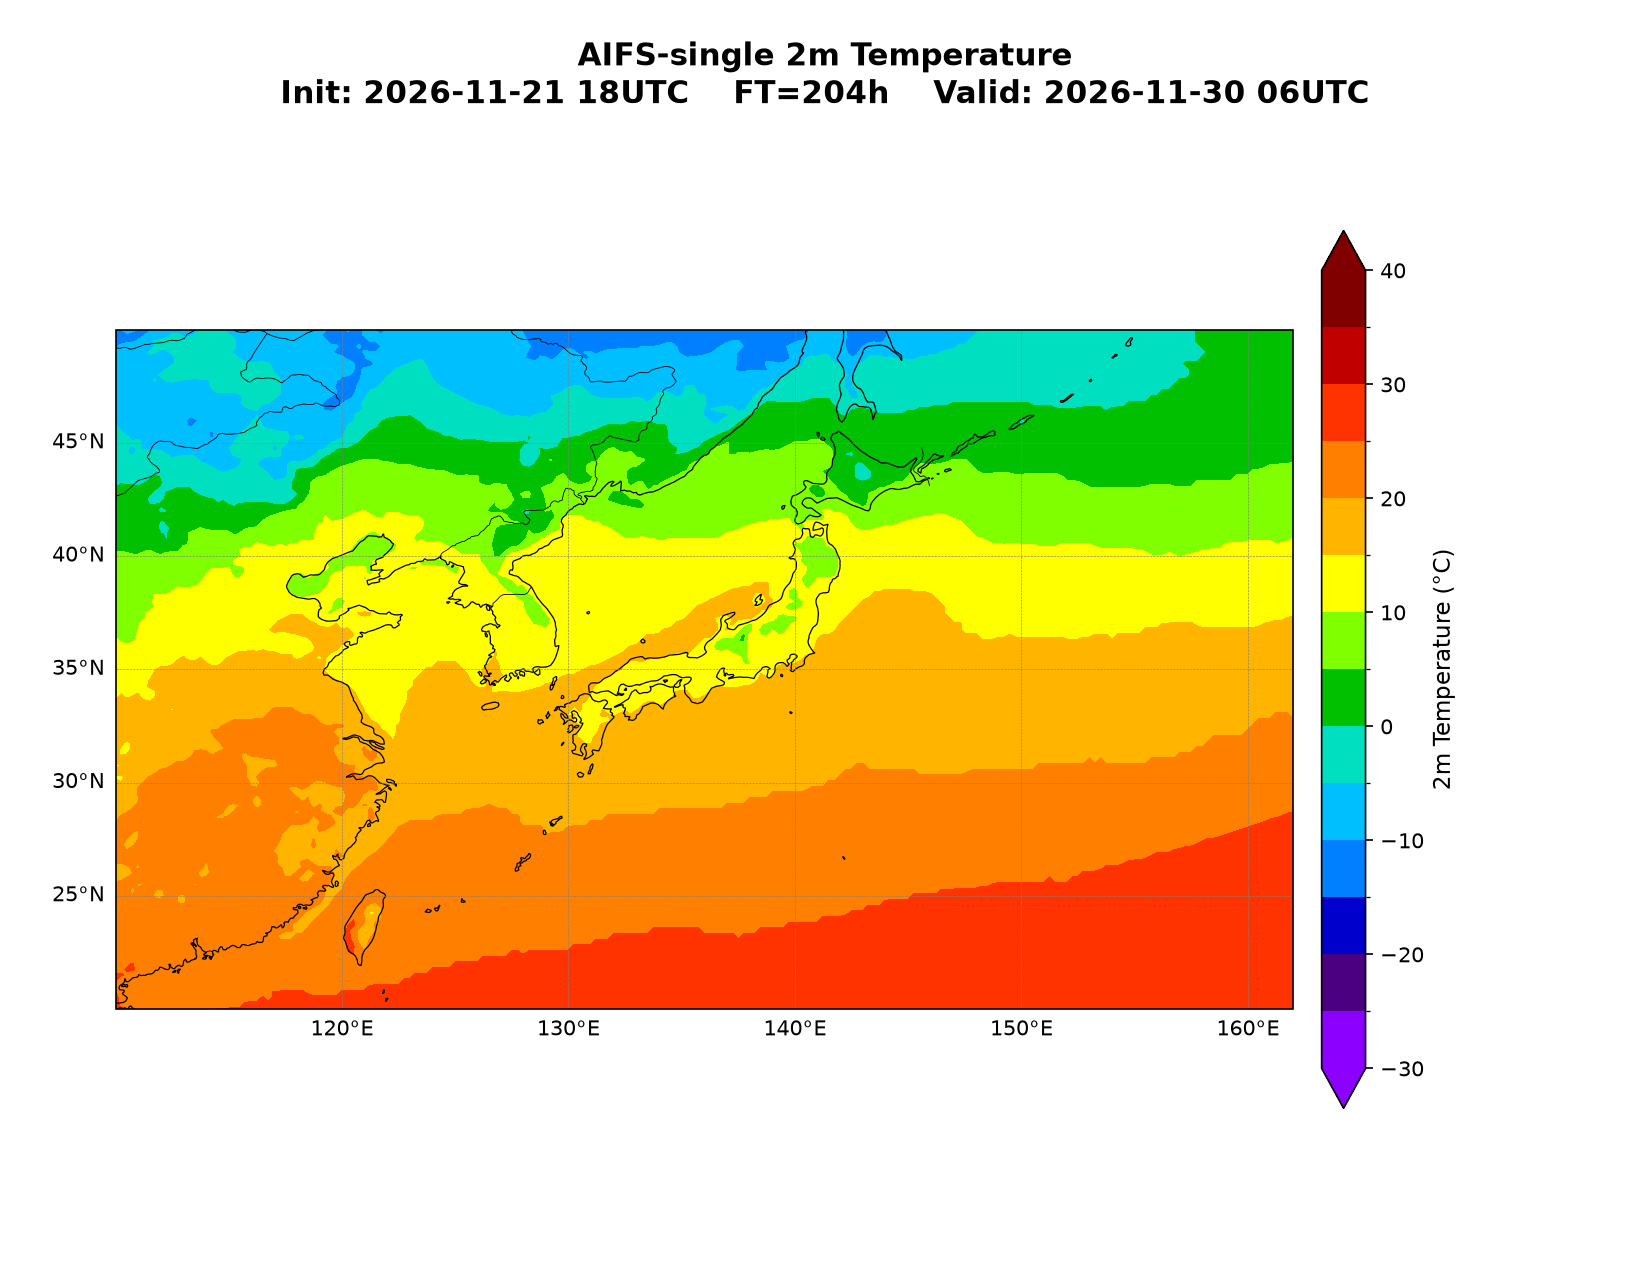 AIFS-single 2m Temperature
Init: 2026-11-21 18UTC    FT=204h    Valid: 2026-11-30 06UTC
45°N
40°N
35°N
30°N
25°N
120°E
130°E
140°E
150°E
160°E
40
30
20
10
0
−10
−20
−30
2m Temperature (°C)